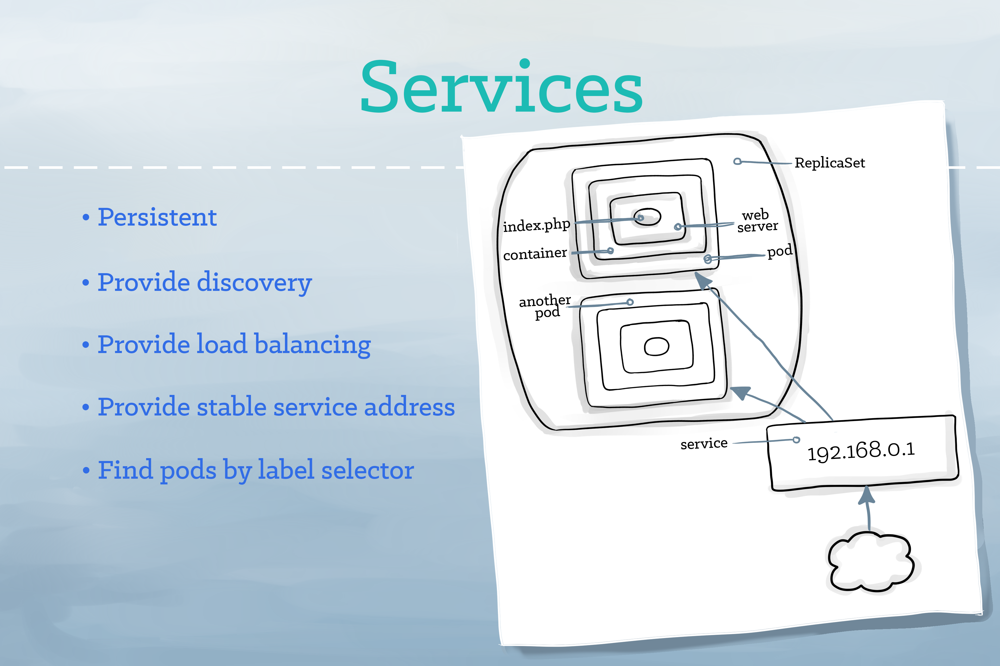 Services
• Persistent
• Provide discovery
• Provide load balancing
• Provide stable service address
• Find pods by label selector
ReplicaSet
index.php
web
server
container
pod
another
pod
service
192.168.0.1